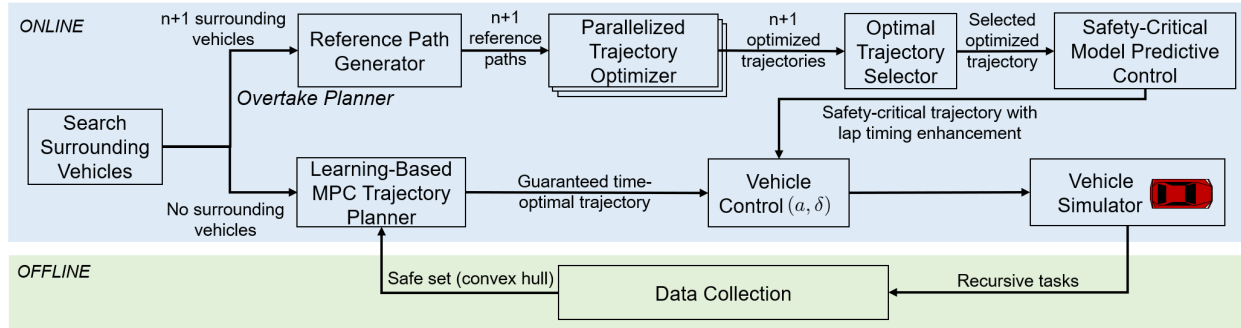 ONLINE
n+1 surrounding
vehicles
Reference Path
Generator
n+1
reference
paths
Parallelized
Trajectory
Optimizer
n+1
optimized
trajectories
Optimal
Trajectory
Selector
Selected
optimized
trajectory
Safety-Critical
Model Predictive
Control
Overtake Planner
Safety-critical trajectory with
lap timing enhancement
Search
Surrounding
Vehicles
No surrounding
vehicles
Learning-Based
MPC Trajectory
Planner
Guaranteed time-
optimal trajectory
Vehicle
Control (a, δ)
Vehicle
Simulator
OFFLINE
Safe set (convex hull)
Data Collection
Recursive tasks